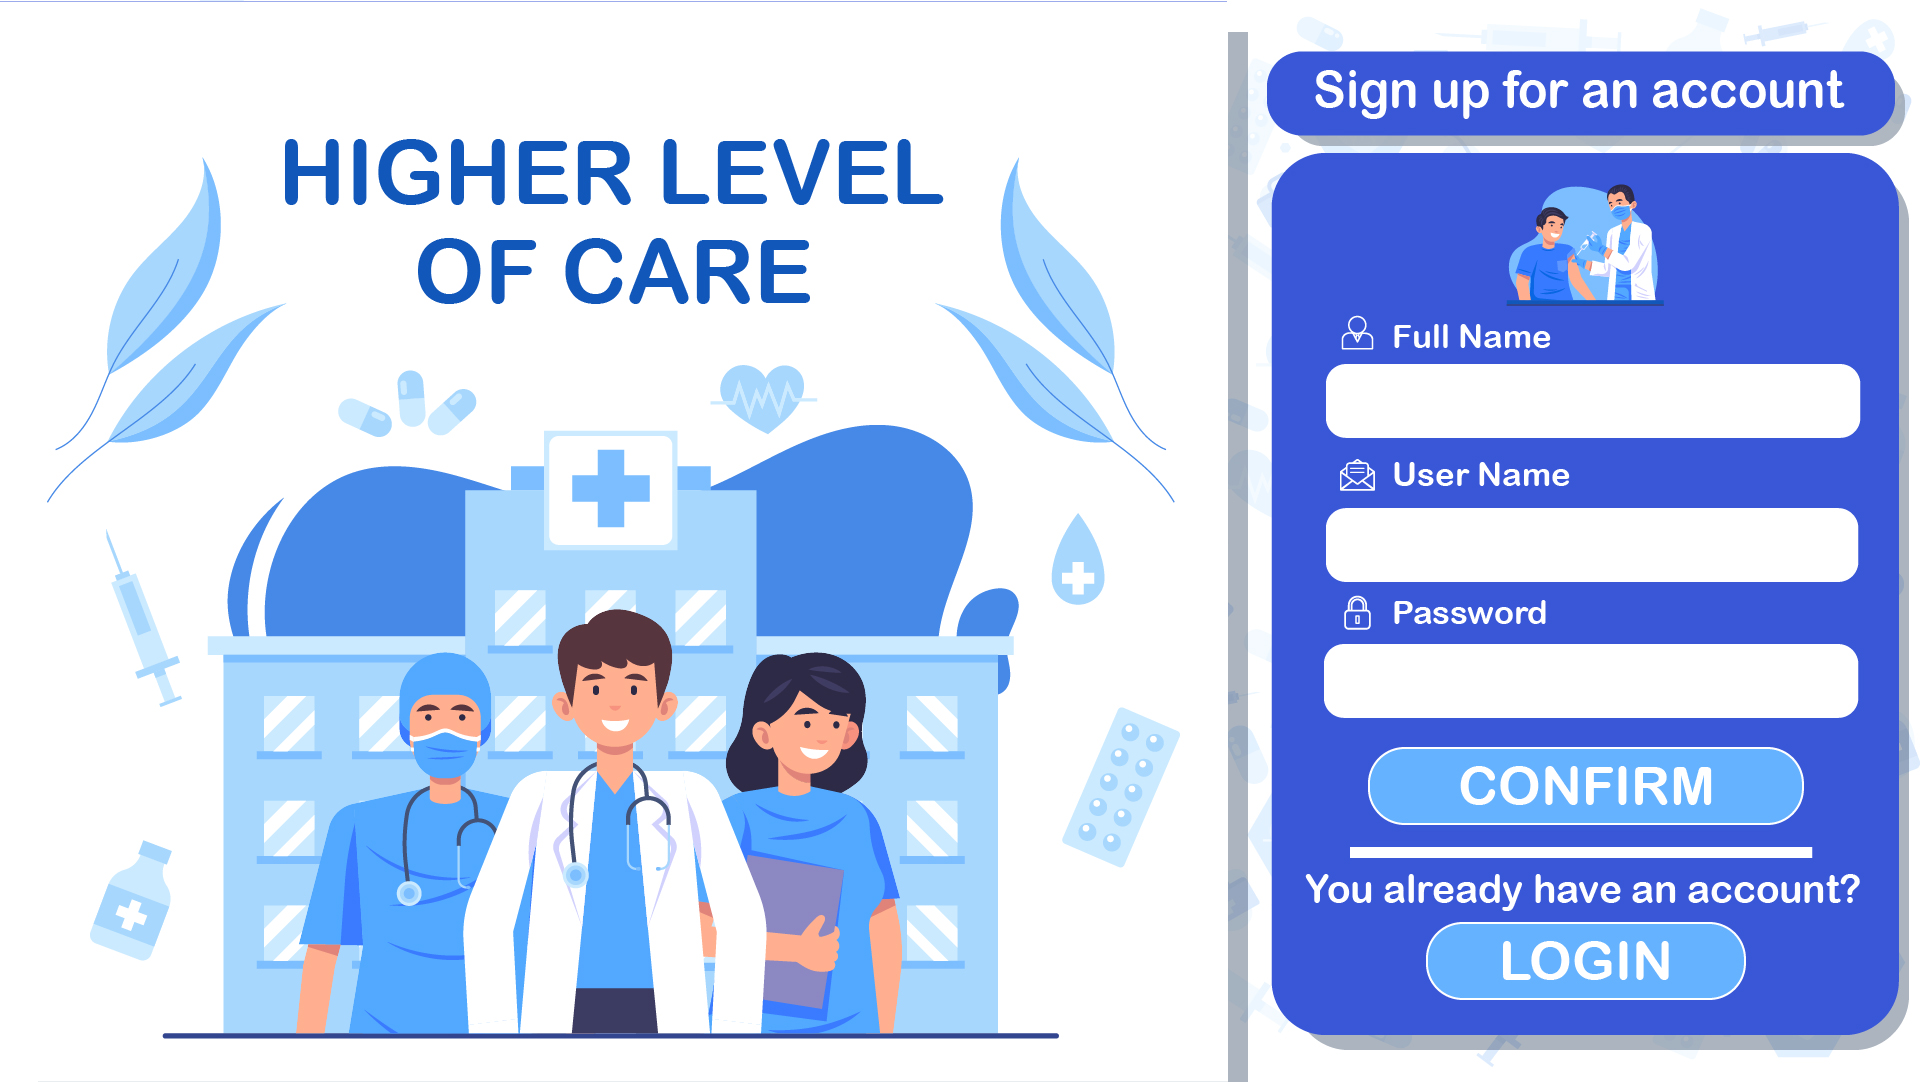 HIGHER LEVEL
OF CARE
Sign up for an account
Full Name
User Name
Password
CONFIRM
You already have an account?
LOGIN